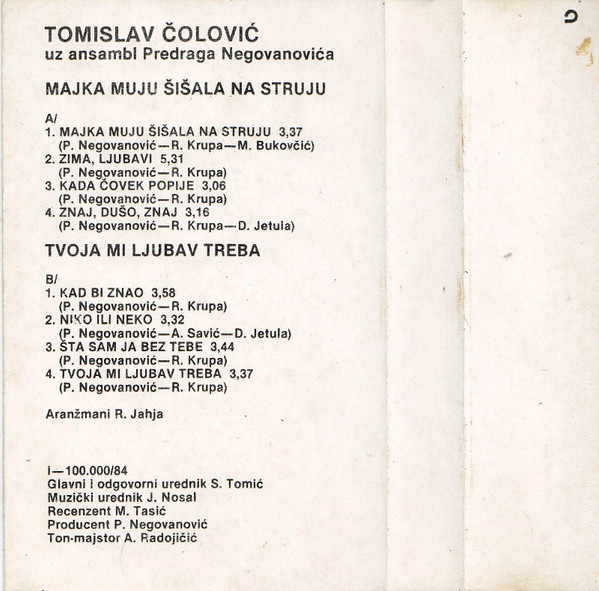 TOMISLAV ČOLOVIĆ
uz ansambl Predraga Negovanovića
MAJKA MUJU ŠIŠALA NA STRUJU
A/
1. MAJKA MUJU ŠIŠALA NA STRUJU 3,37
(P. Negovanović—R. Krupa—M. Bukovčić)
2. ZIMA, LJUBAVI 5,31
(P. Negovanović—R. Krupa)
3. KADA ČOVEK POPIJE 3,06
(P. Negovanović—R. Krupa)
4. ZNAJ, DUŠO, ZNAJ 3,16
(P. Negovanović—R. Krupa—D. Jetula)
TVOJA MI LJUBAV TREBA
B/
1. KAD BI ZNAO 3,58
(P. Negovanović—R. Krupa)
2. NIKO ILI NEKO 3,32
(P. Negovanović—A. Savić—D. Jetula)
3. ŠTA SAM JA BEZ TEBE 3,44
(P. Negovanović—R. Krupa)
4. TVOJA MI LJUBAV TREBA 3,37
(P. Negovanović—R. Krupa)
Aranžmani R. Jahja
I—100.000/84
Glavni i odgovorni urednik S. Tomić
Muzički urednik J. Nosal
Recenzent M. Tasić
Producent P. Negovanović
Ton-majstor A. Radojičić